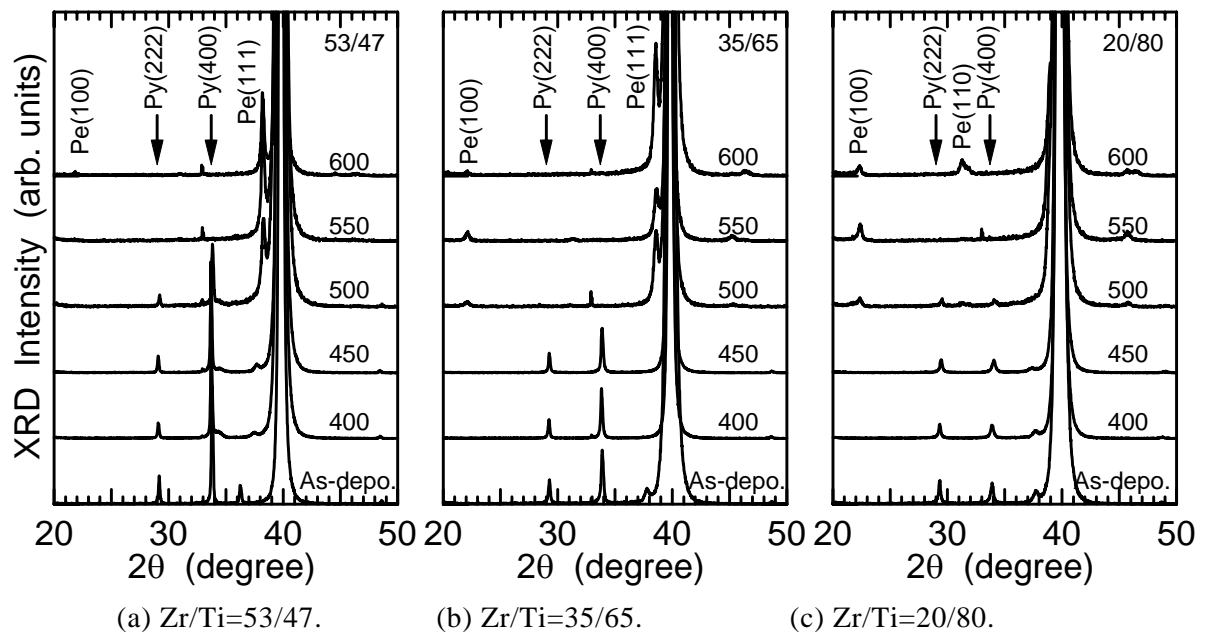 XRD Intensity (arb. units)
53/47
Pe(100)
Py(222)
Py(400)
Pe(111)
600
550
500
450
400
As-depo.
20 30 40 50
2θ (degree)
(a) Zr/Ti=53/47.
35/65
Pe(100)
Py(222)
Py(400)
Pe(111)
600
550
500
450
400
As-depo.
20 30 40 50
2θ (degree)
(b) Zr/Ti=35/65.
20/80
Pe(100)
Py(222)
Pe(110)
Py(400)
600
550
500
450
400
As-depo.
20 30 40 50
2θ (degree)
(c) Zr/Ti=20/80.